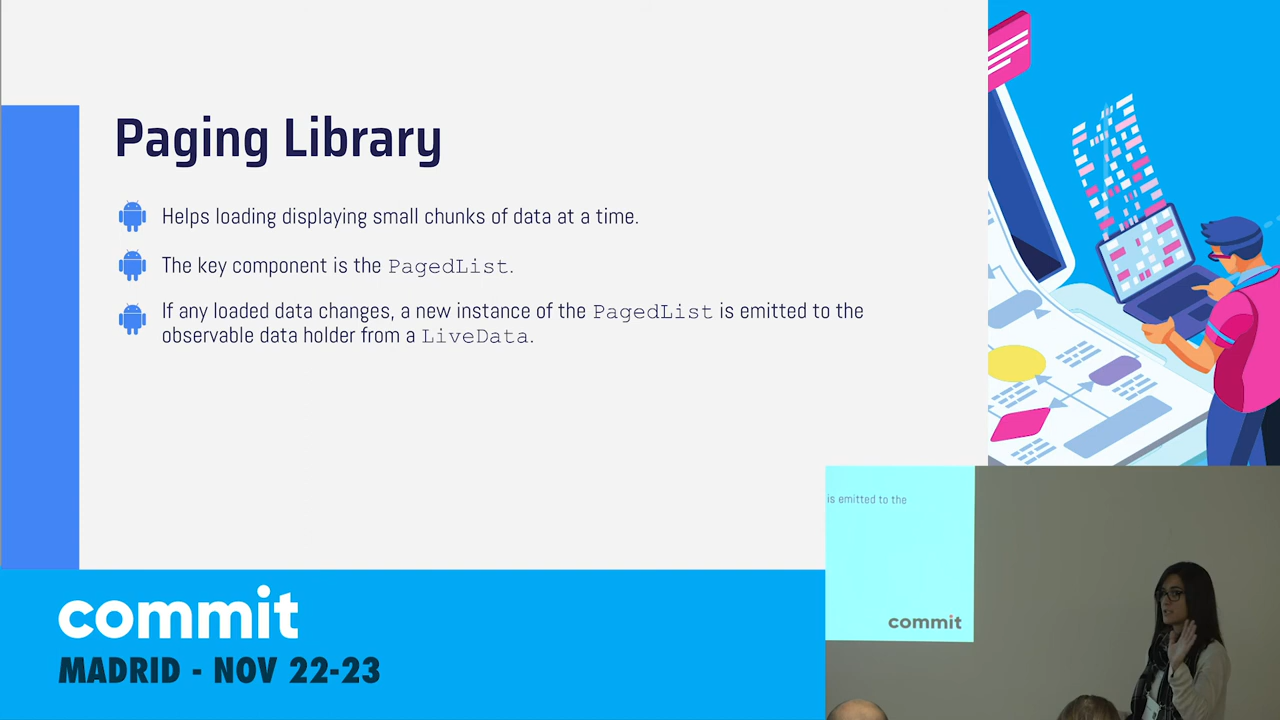 Paging Library
Helps loading displaying small chunks of data at a time.
The key component is the PagedList.
If any loaded data changes, a new instance of the PagedList is emitted to the
observable data holder from a LiveData.
is emitted to the
commit
commit
MADRID - NOV 22-23